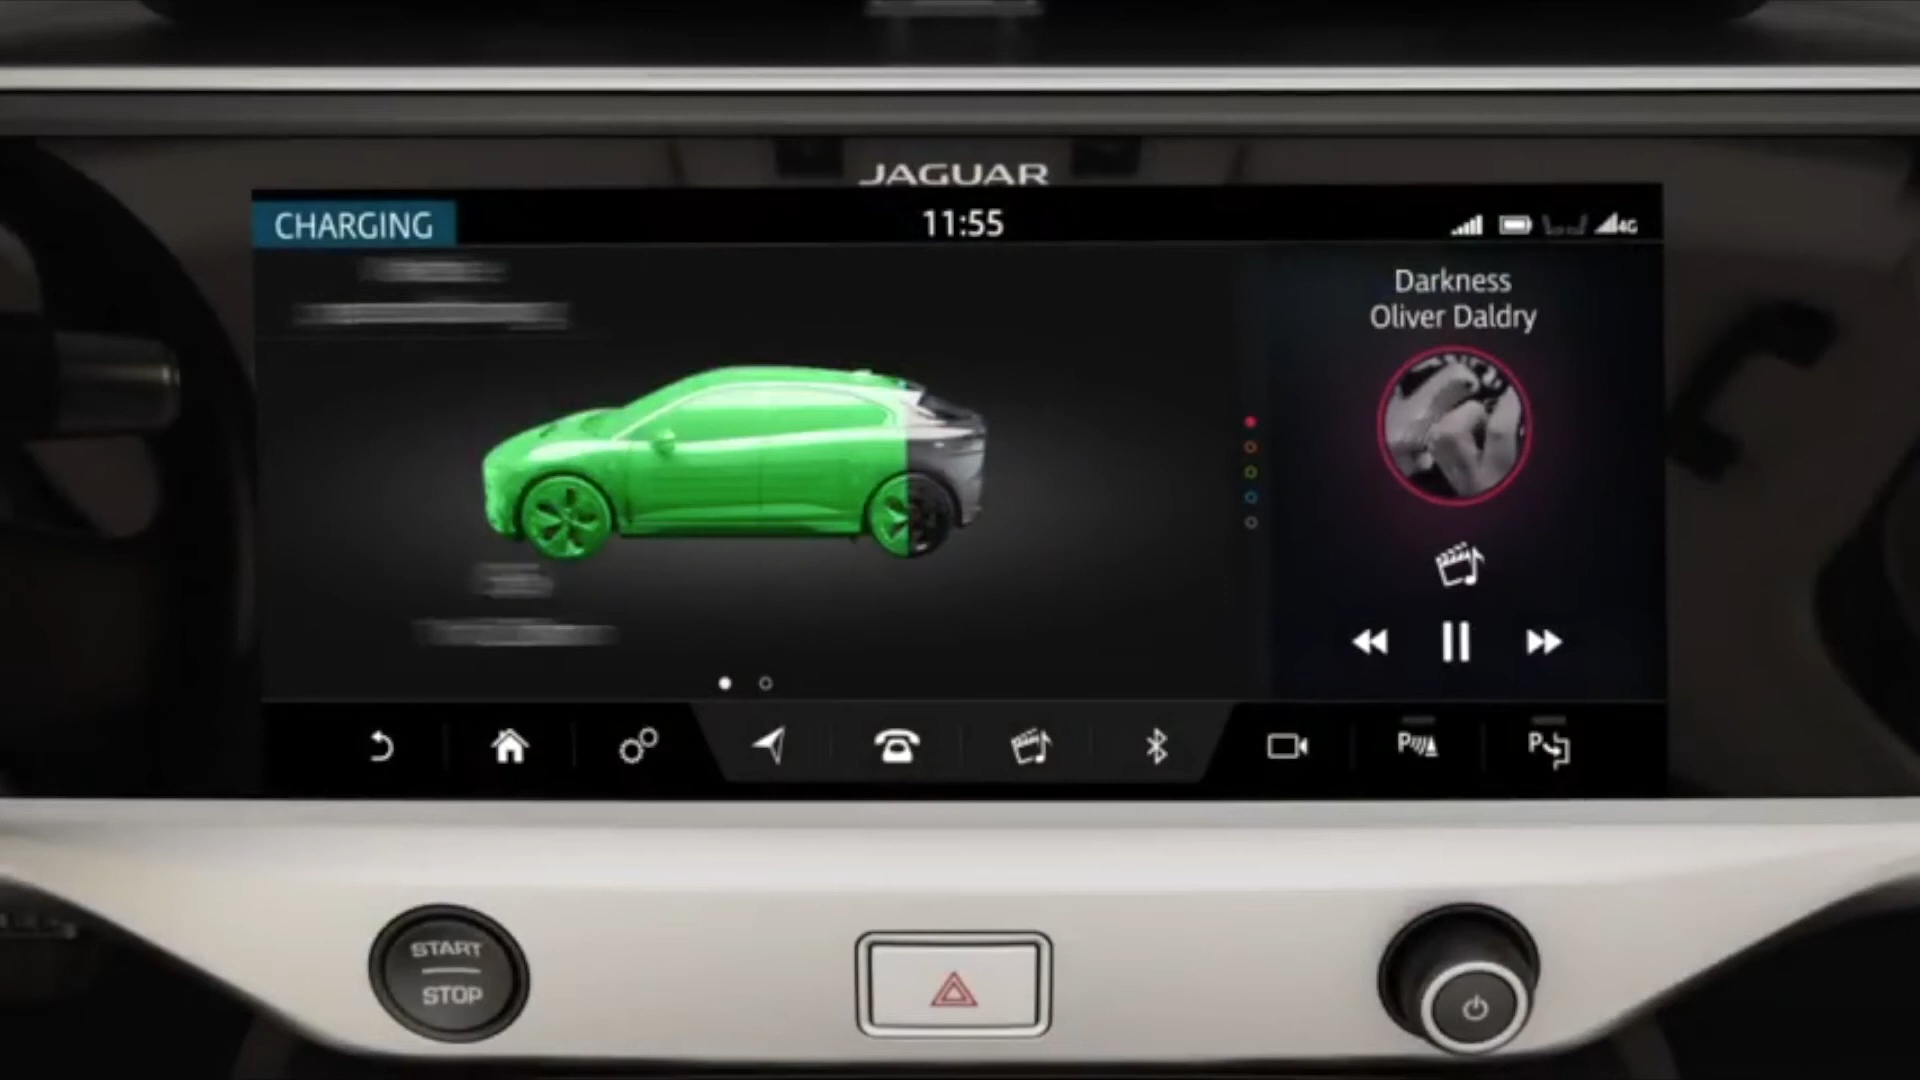 JAGUAR
CHARGING
11:55
4G
Darkness
Oliver Daldry
P
P
START
STOP